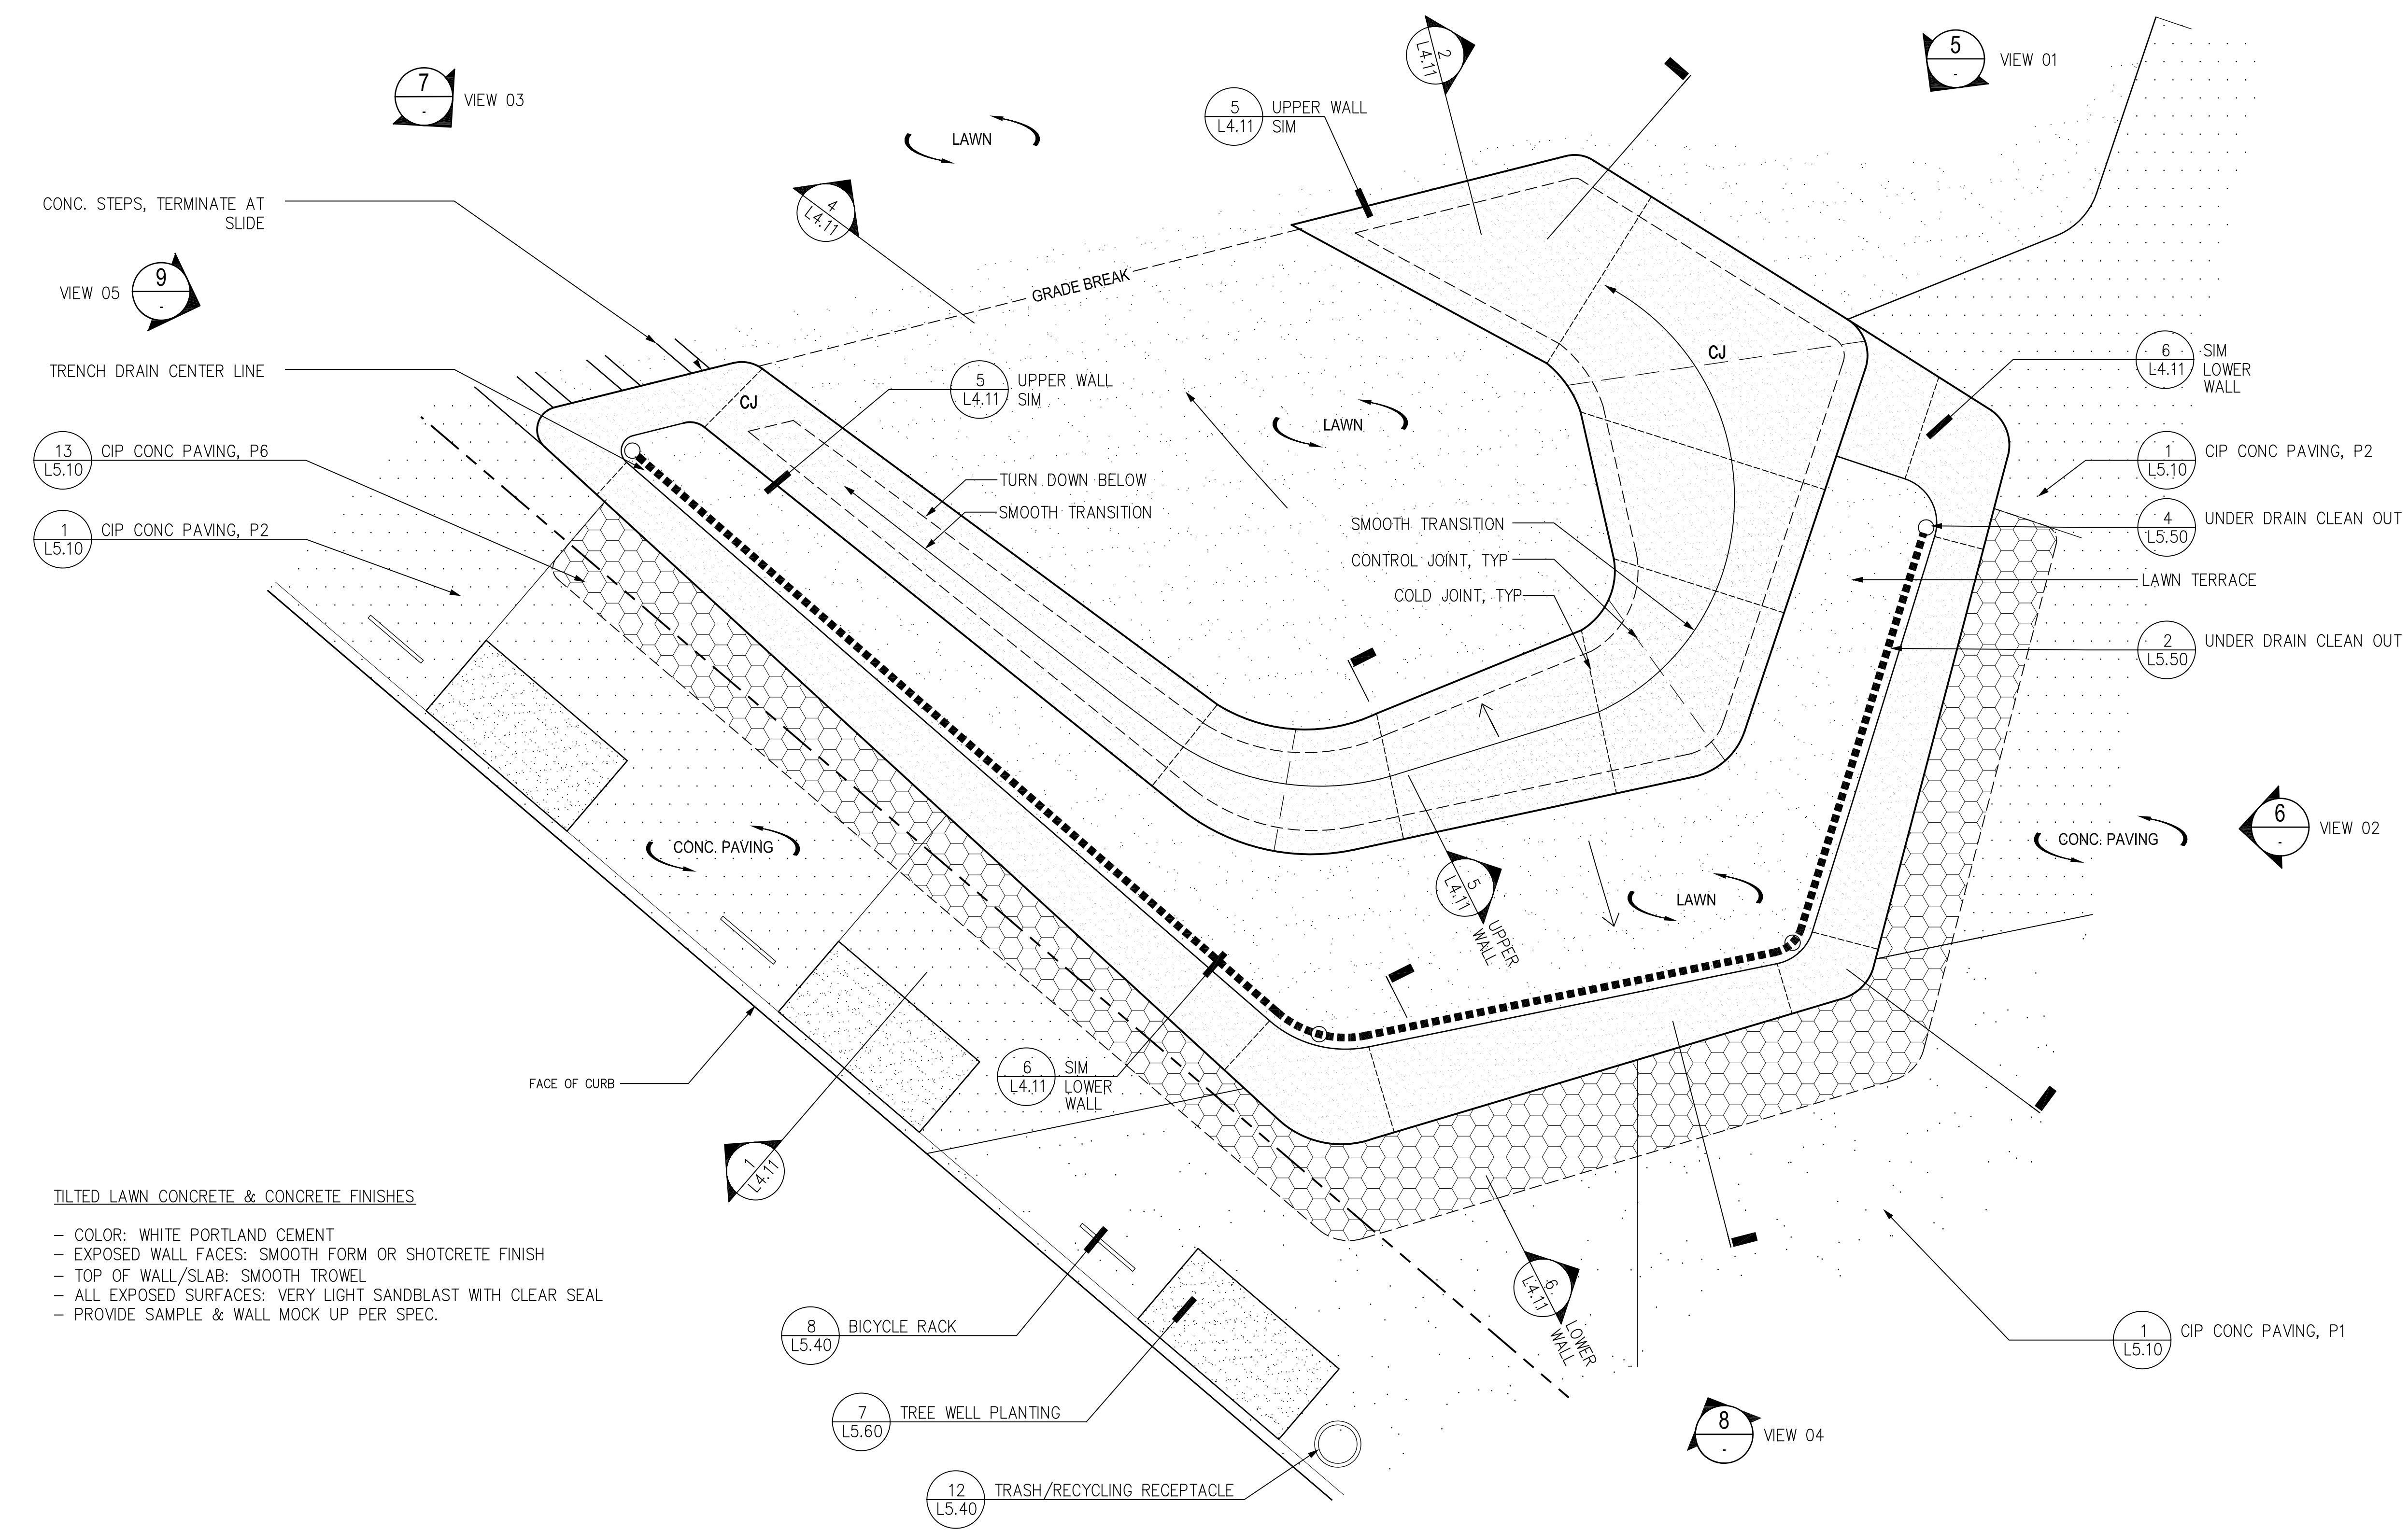 7
-
VIEW 03
2
L4.11
5
-
VIEW 01
5
L4.11
UPPER WALL
SIM
LAWN
CONC. STEPS, TERMINATE AT
SLIDE
4
L4.11
VIEW 05
9
-
GRADE BREAK
TRENCH DRAIN CENTER LINE
CJ
CJ
5
L4.11
UPPER WALL
SIM
6
L4.11
SIM
LOWER
WALL
LAWN
13
L5.10
CIP CONC PAVING, P6
1
L5.10
CIP CONC PAVING, P2
1
L5.10
CIP CONC PAVING, P2
TURN DOWN BELOW
SMOOTH TRANSITION
SMOOTH TRANSITION
CONTROL JOINT, TYP
COLD JOINT, TYP
4
L5.50
UNDER DRAIN CLEAN OUT
LAWN TERRACE
2
L5.50
UNDER DRAIN CLEAN OUT
CONC. PAVING
CONC. PAVING
6
-
VIEW 02
5
L4.11
UPPER
WALL
LAWN
FACE OF CURB
6
L4.11
SIM
LOWER
WALL
1
L4.11
TILTED LAWN CONCRETE & CONCRETE FINISHES
– COLOR: WHITE PORTLAND CEMENT
– EXPOSED WALL FACES: SMOOTH FORM OR SHOTCRETE FINISH
– TOP OF WALL/SLAB: SMOOTH TROWEL
– ALL EXPOSED SURFACES: VERY LIGHT SANDBLAST WITH CLEAR SEAL
– PROVIDE SAMPLE & WALL MOCK UP PER SPEC.
6
L4.11
LOWER
WALL
8
L5.40
BICYCLE RACK
1
L5.10
CIP CONC PAVING, P1
7
L5.60
TREE WELL PLANTING
8
-
VIEW 04
12
L5.40
TRASH/RECYCLING RECEPTACLE